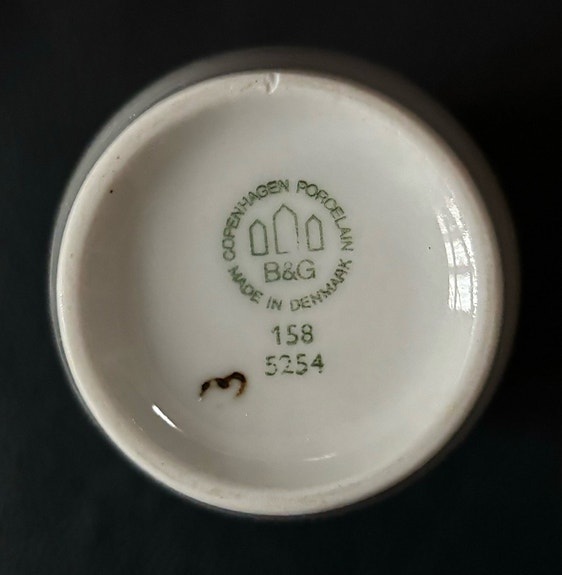 COPENHAGEN PORCELAIN
B&G
MADE IN DENMARK
158
5254